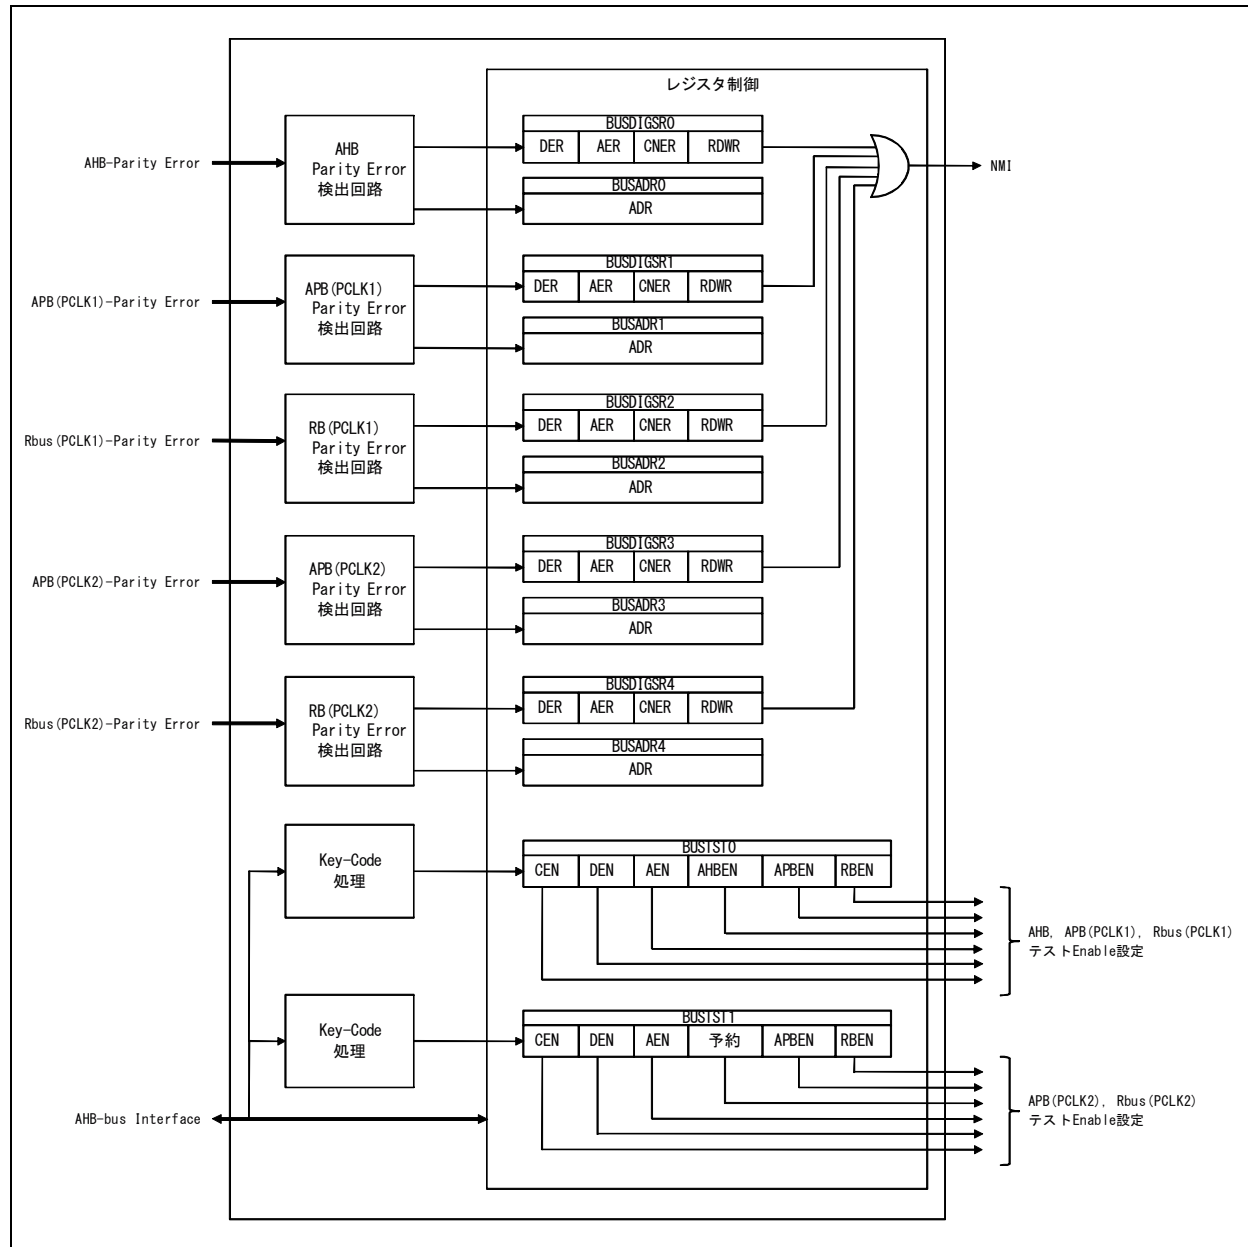 レジスタ制御
AHB-Parity Error
AHB
Parity Error
検出回路
BUSDIGSR0
DER AER CNER RDWR
BUSADR0
ADR
NMI
APB(PCLK1)-Parity Error
APB(PCLK1)
Parity Error
検出回路
BUSDIGSR1
DER AER CNER RDWR
BUSADR1
ADR
Rbus(PCLK1)-Parity Error
RB(PCLK1)
Parity Error
検出回路
BUSDIGSR2
DER AER CNER RDWR
BUSADR2
ADR
APB(PCLK2)-Parity Error
APB(PCLK2)
Parity Error
検出回路
BUSDIGSR3
DER AER CNER RDWR
BUSADR3
ADR
Rbus(PCLK2)-Parity Error
RB(PCLK2)
Parity Error
検出回路
BUSDIGSR4
DER AER CNER RDWR
BUSADR4
ADR
Key-Code
処理
BUSTST0
CEN DEN AEN AHBEN APBEN RBEN
AHB, APB(PCLK1), Rbus(PCLK1)
テストEnable設定
Key-Code
処理
BUSTST1
CEN DEN AEN 予約 APBEN RBEN
APB(PCLK2), Rbus(PCLK2)
テストEnable設定
AHB-bus Interface